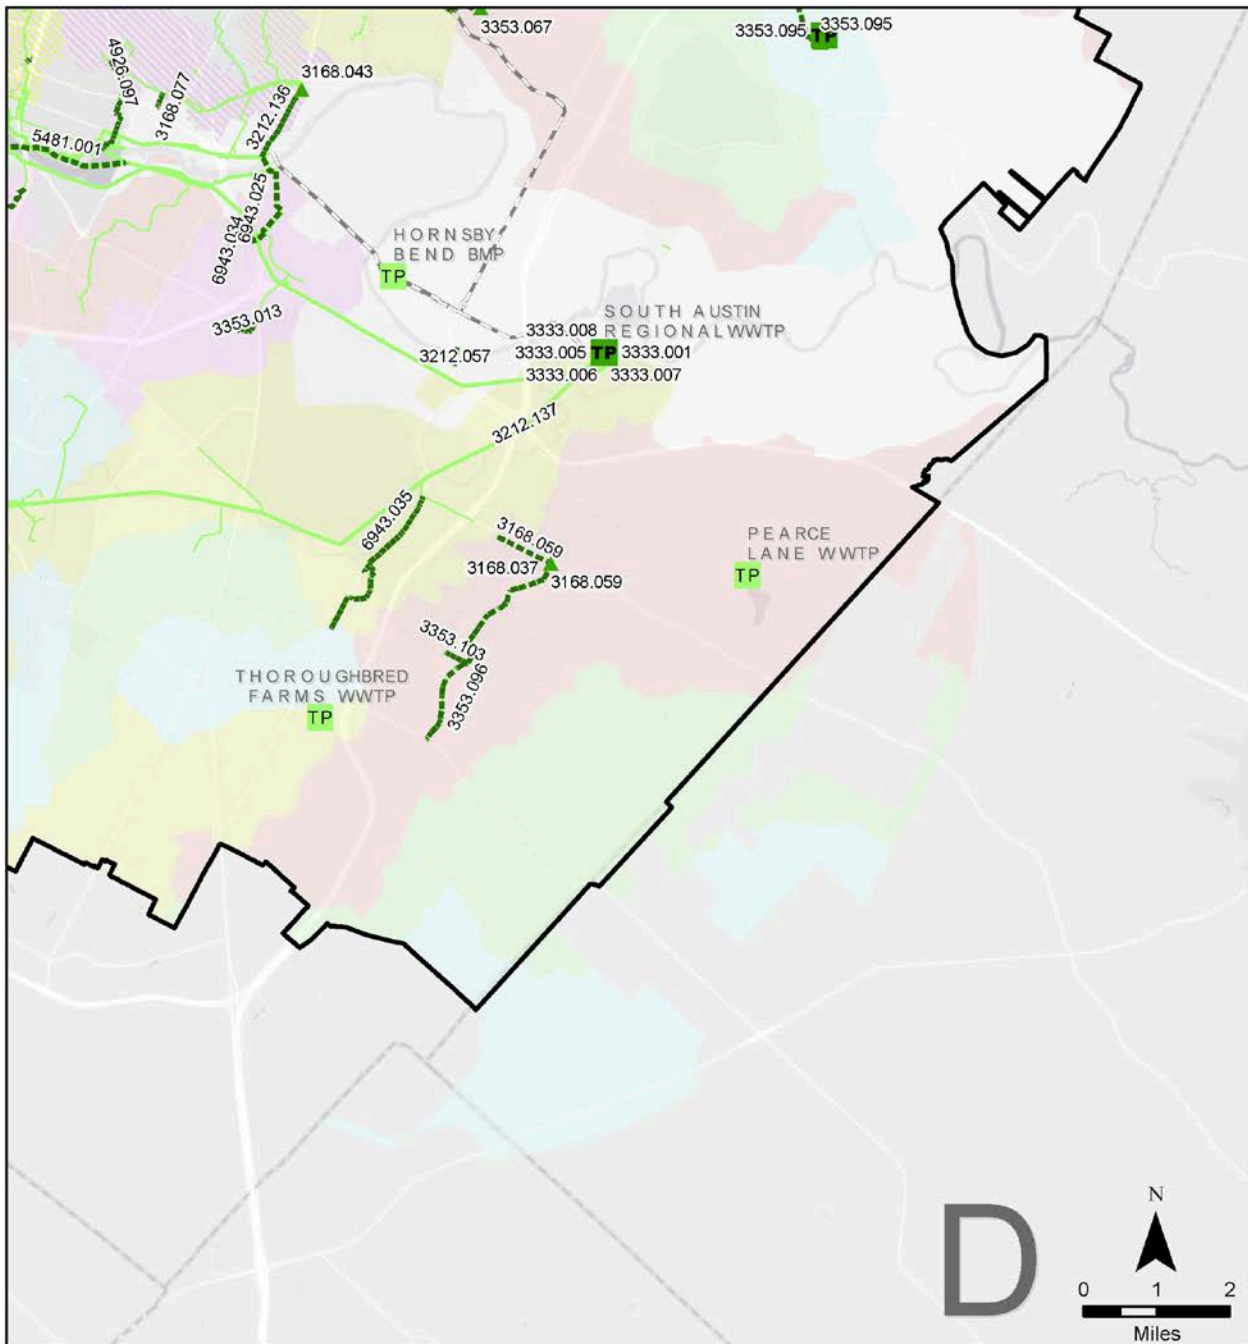 3353.067
3353.095
3353.095
TP
4926.097
3168.077
3168.043
3212.136
5481.001
6943.025
6943.034
HORNSBY
BEND BMP
TP
3353.013
SOUTH AUSTIN
REGIONAL WWTP
3333.008
3212.057
3333.005
TP
3333.001
3333.006
3333.007
3212.137
6943.035
3168.059
3168.037
3168.059
PEARCE
LANE WWTP
TP
3353.103
3353.096
THOROUGHBRED
FARMS WWTP
TP
D
N
0 1 2
Miles